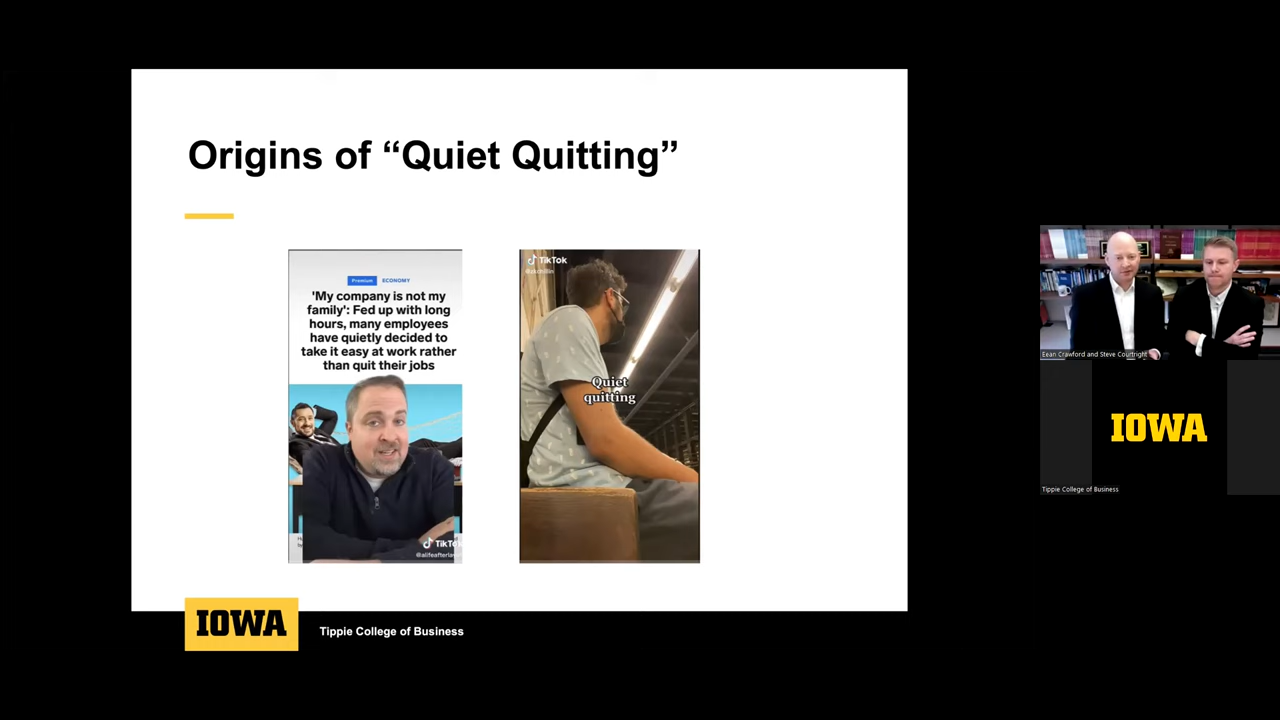 Origins of “Quiet Quitting”
Premium ECONOMY
'My company is not my
family': Fed up with long
hours, many employees
have quietly decided to
take it easy at work rather
than quit their jobs
TikTok
TikTok
Quiet
quitting
IOWA
Tippie College of Business
Eean Crawford and Steve Courtright
IOWA
Tippie College of Business